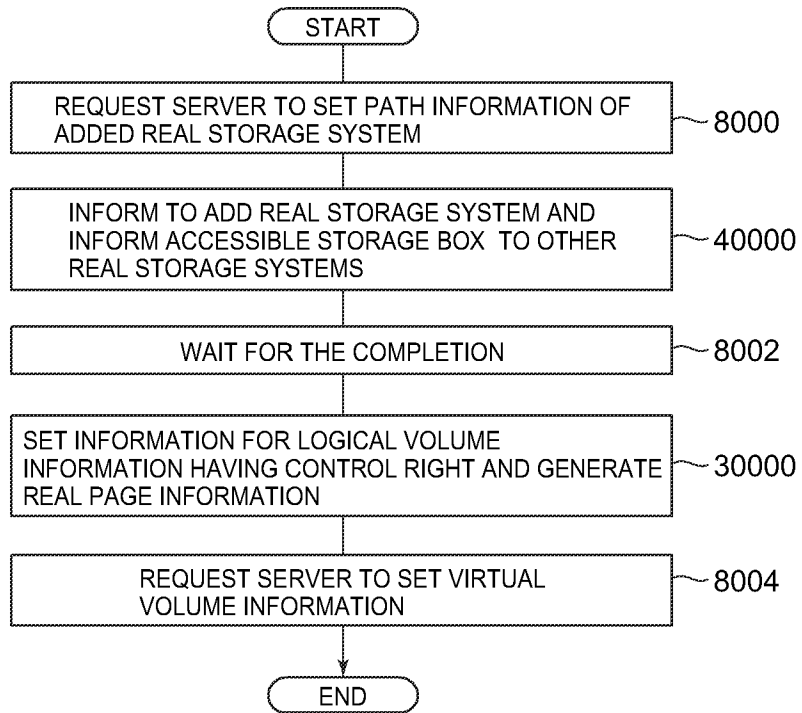 START
REQUEST SERVER TO SET PATH INFORMATION OF
ADDED REAL STORAGE SYSTEM
8000
INFORM TO ADD REAL STORAGE SYSTEM AND
INFORM ACCESSIBLE STORAGE BOX TO OTHER
REAL STORAGE SYSTEMS
40000
WAIT FOR THE COMPLETION
8002
SET INFORMATION FOR LOGICAL VOLUME
INFORMATION HAVING CONTROL RIGHT AND GENERATE
REAL PAGE INFORMATION
30000
REQUEST SERVER TO SET VIRTUAL
VOLUME INFORMATION
8004
END